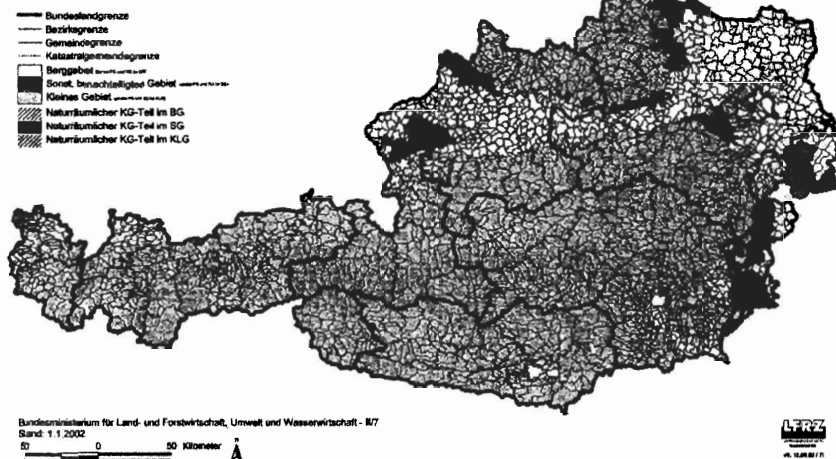 Bundeslandgrenze
Bezirksgrenze
Gemeindegrenze
Katastralgemeindegrenze
Berggebiet
Sonst. benachteiligtes Gebiet
Kleines Gebiet
Naturräumlicher KG-Teil im BG
Naturräumlicher KG-Teil im SG
Naturräumlicher KG-Teil im KLG
Bundesministerium für Land- und Forstwirtschaft, Umwelt und Wasserwirtschaft - II/7
Stand: 1.1.2002
50 0 50 Kilometer
LFRZ